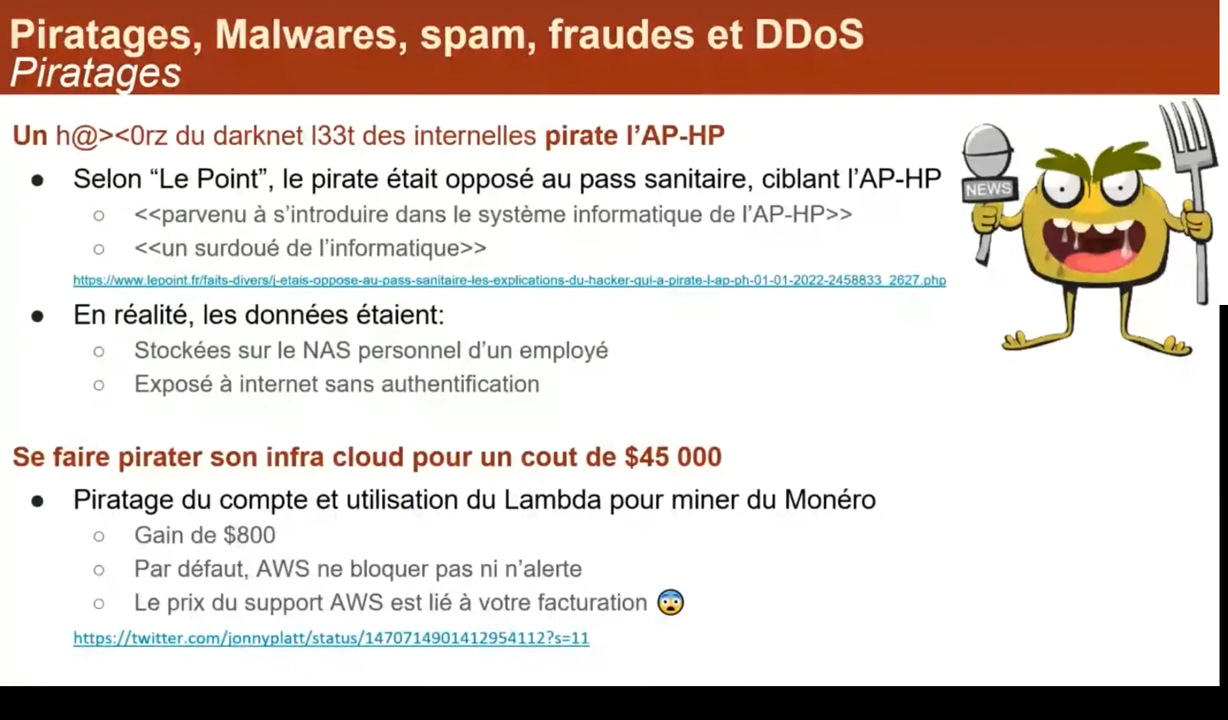 Piratages, Malwares, spam, fraudes et DDoS
Piratages
Un h@><0rz du darknet l33t des internelles pirate l’AP-HP
● Selon “Le Point”, le pirate était opposé au pass sanitaire, ciblant l’AP-HP
○ <<parvenu à s’introduire dans le système informatique de l’AP-HP>>
○ <<un surdoué de l’informatique>>
https://www.lepoint.fr/faits-divers/j-etais-oppose-au-pass-sanitaire-les-explications-du-hacker-qui-a-pirate-l-ap-ph-01-01-2022-2458833_2627.php
● En réalité, les données étaient:
○ Stockées sur le NAS personnel d’un employé
○ Exposé à internet sans authentification
NEWS
Se faire pirater son infra cloud pour un cout de $45 000
● Piratage du compte et utilisation du Lambda pour miner du Monéro
○ Gain de $800
○ Par défaut, AWS ne bloquer pas ni n’alerte
○ Le prix du support AWS est lié à votre facturation 😨
https://twitter.com/jonnyplatt/status/1470714901412954112?s=11